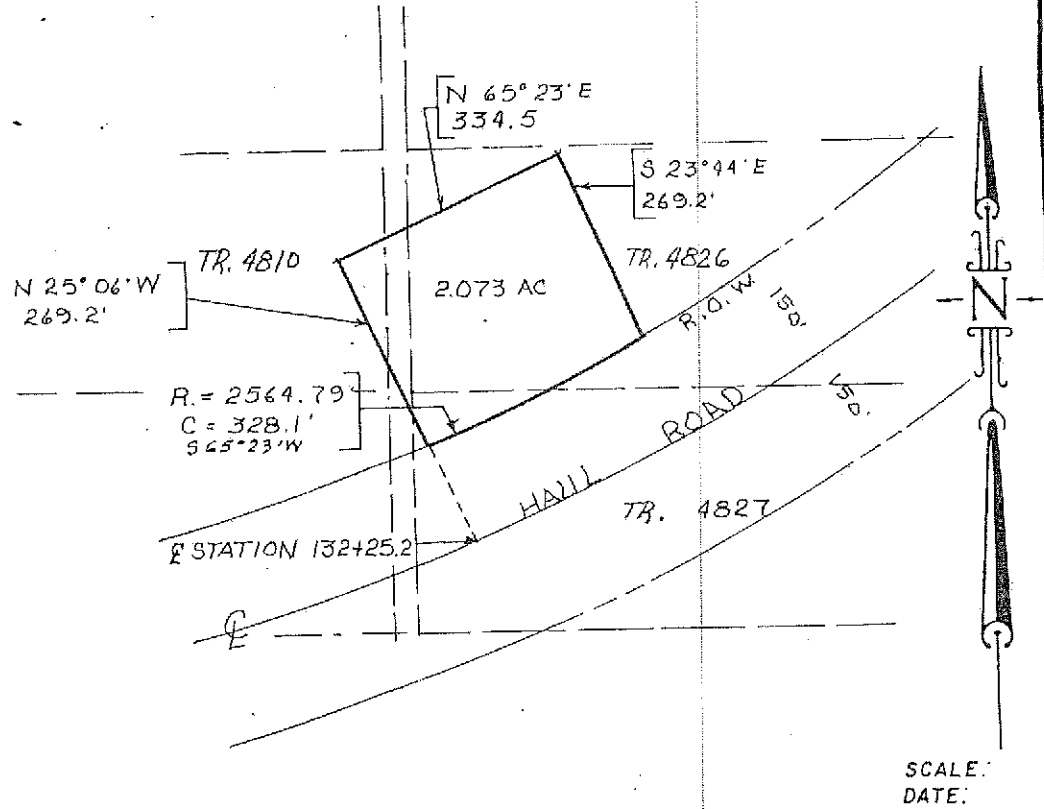 N 65° 23' E
334.5
S 23° 44' E
269.2'
TR. 4810
TR. 4826
N 25° 06' W
269.2'
2.073 AC
R.O.W.
150'
150'
N
R. = 2564.79
C = 328.1'
S 65° 23' W
HAUL ROAD
TR. 4827
℄ STATION 132+25.2
℄
SCALE:
DATE: